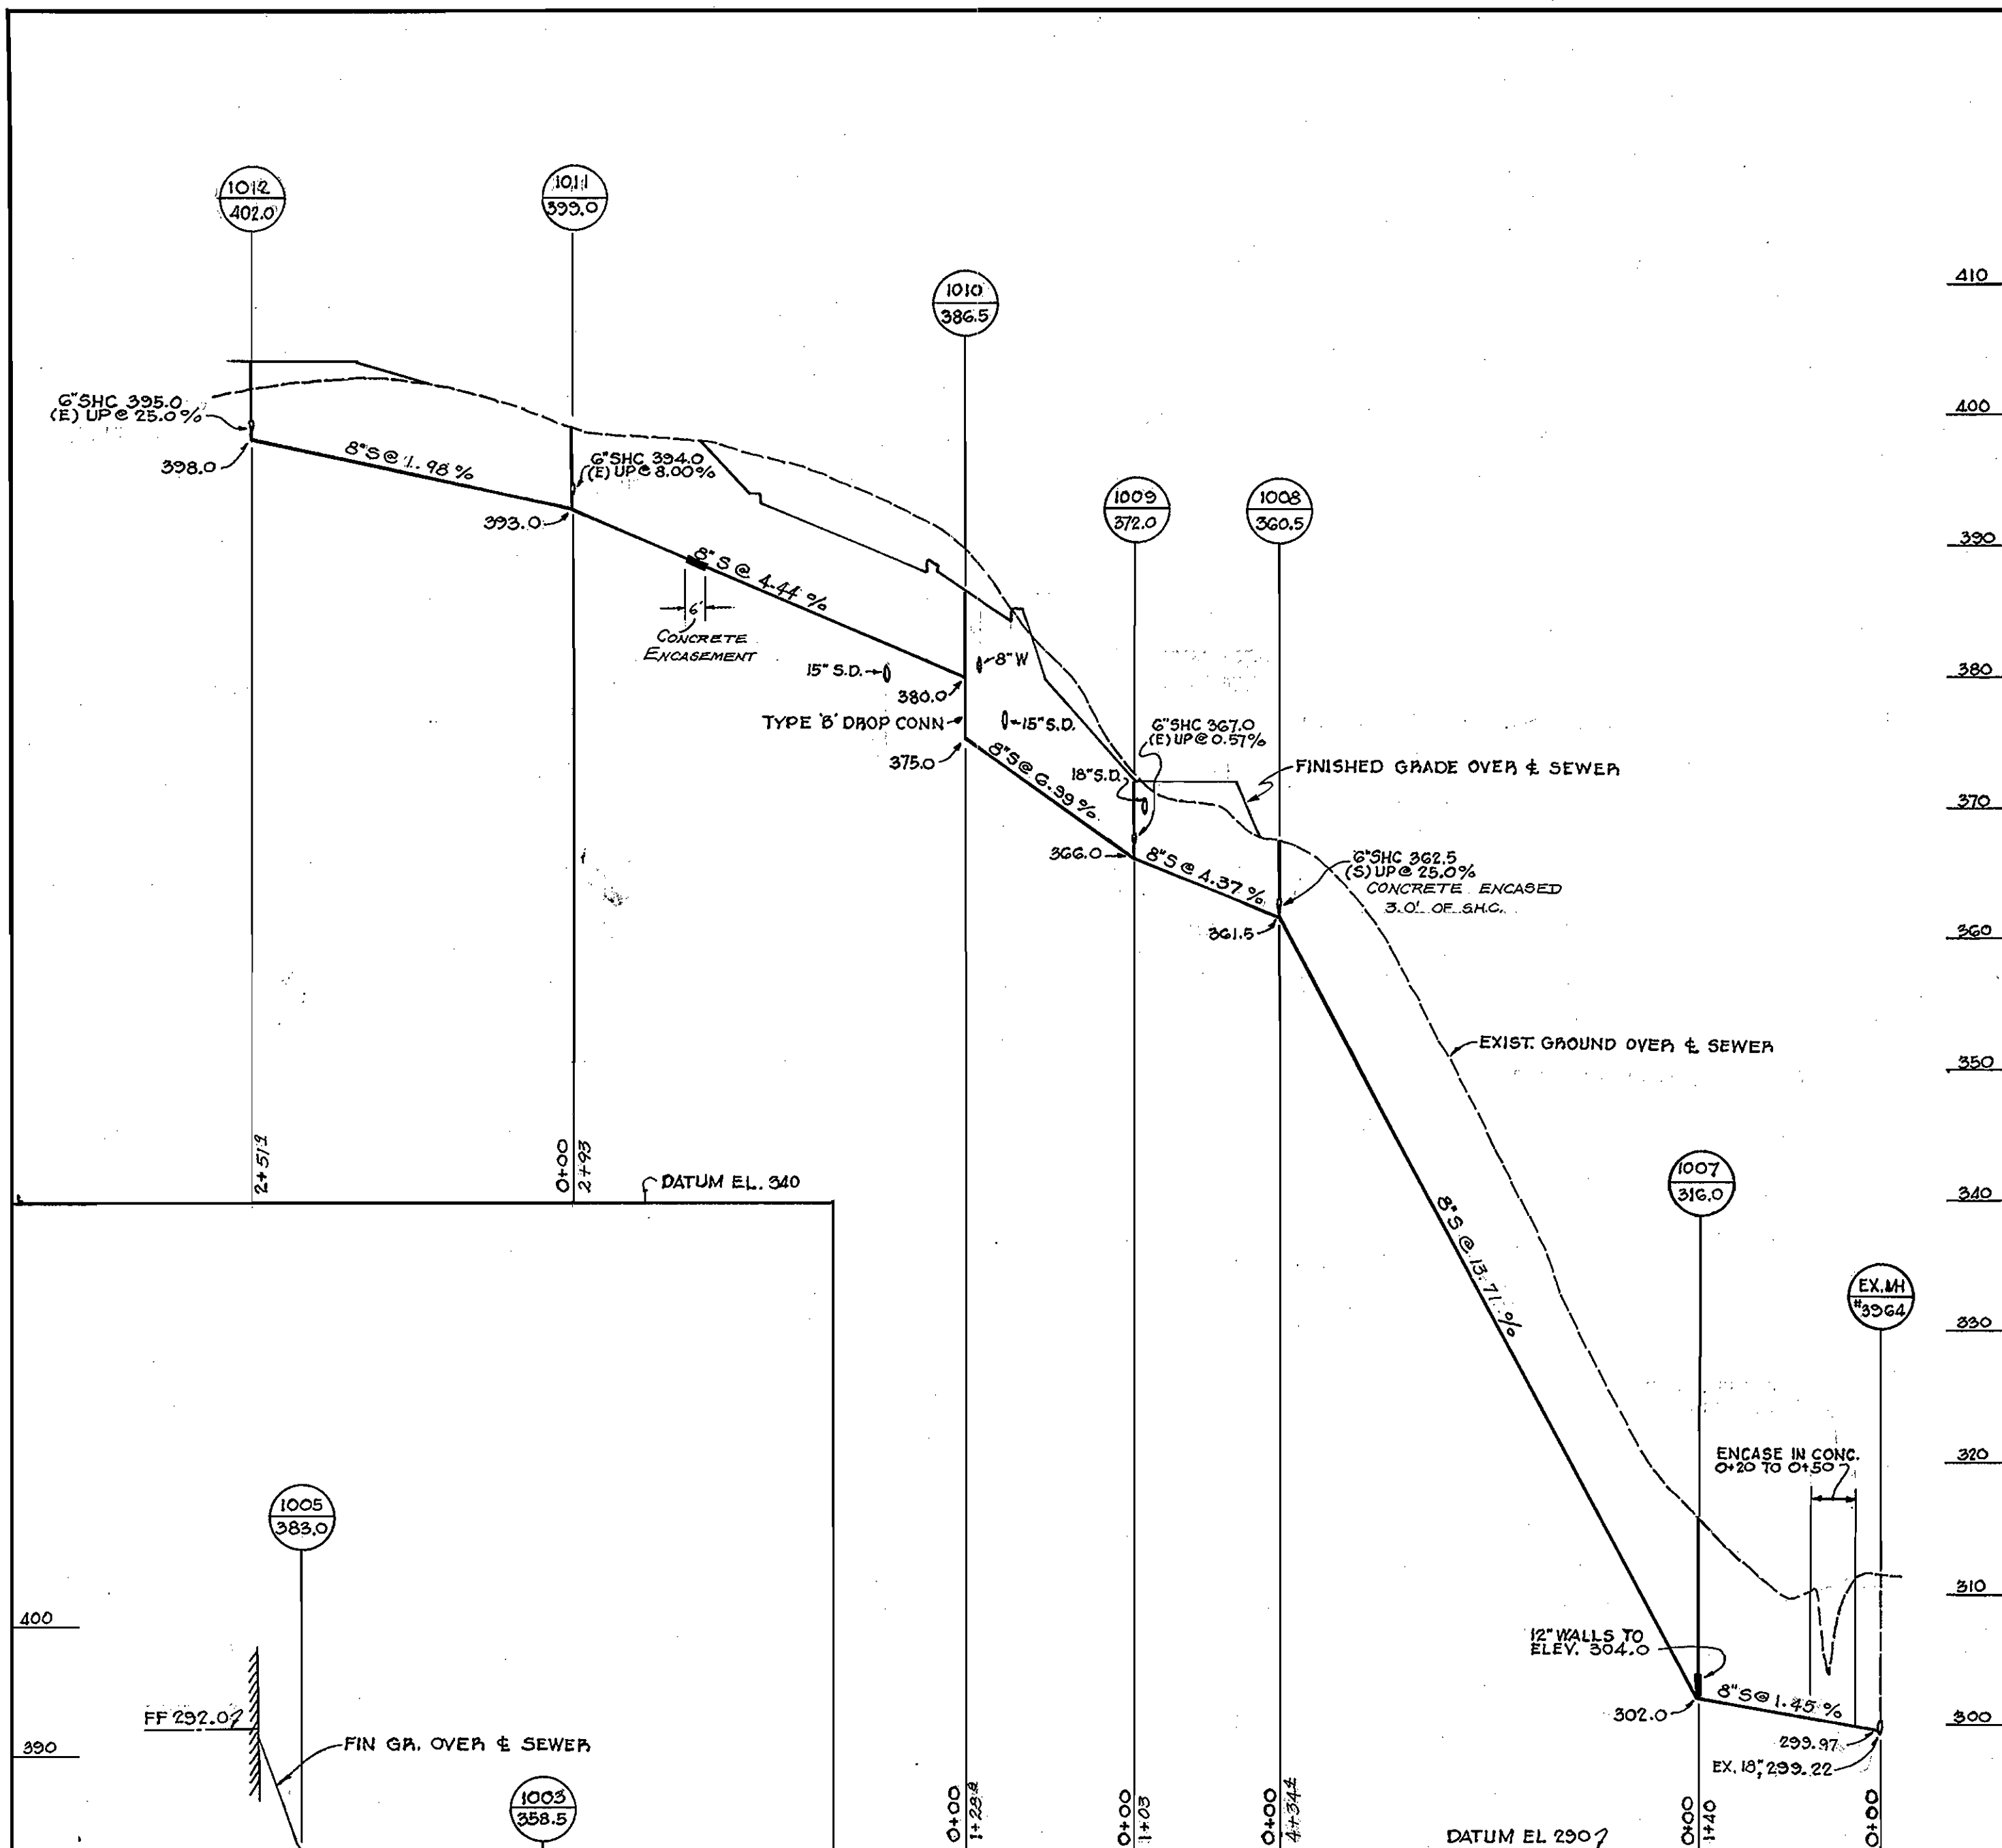 1012
402.0
1011
399.0
1010
386.5
410
6"SHC 395.0
(E) UP @ 25.0%
398.0
8"S @ 1.98%
6"SHC 394.0
(E) UP @ 8.00%
393.0
400
1009
372.0
1008
360.5
390
8"S @ 4.44%
6'
CONCRETE
ENCASEMENT
15" S.D.
8"W
380.0
380
TYPE 'B' DROP CONN
15" S.D.
375.0
8"S @ 6.99%
6"SHC 367.0
(E) UP @ 0.57%
18"S.D.
FINISHED GRADE OVER ℄ SEWER
370
366.0
8"S @ 4.37%
6"SHC 362.5
(S) UP @ 25.0%
CONCRETE ENCASED
3.0' OF S.H.C.
361.5
360
EXIST. GROUND OVER ℄ SEWER
350
0+00
2+93
DATUM EL. 340
1007
316.0
340
8"S @ 13.71%
EX. MH
#3964
330
ENCASE IN CONC.
0+20 TO 0+50
320
1005
383.0
310
400
12" WALLS TO
ELEV. 304.0
8"S @ 1.45%
302.0
300
FF 292.0
299.97
EX. 18", 299.22
390
FIN GR. OVER ℄ SEWER
1003
358.5
0+00
0+00
1+03
0+00
0+00
1+40
0+00
DATUM EL 290